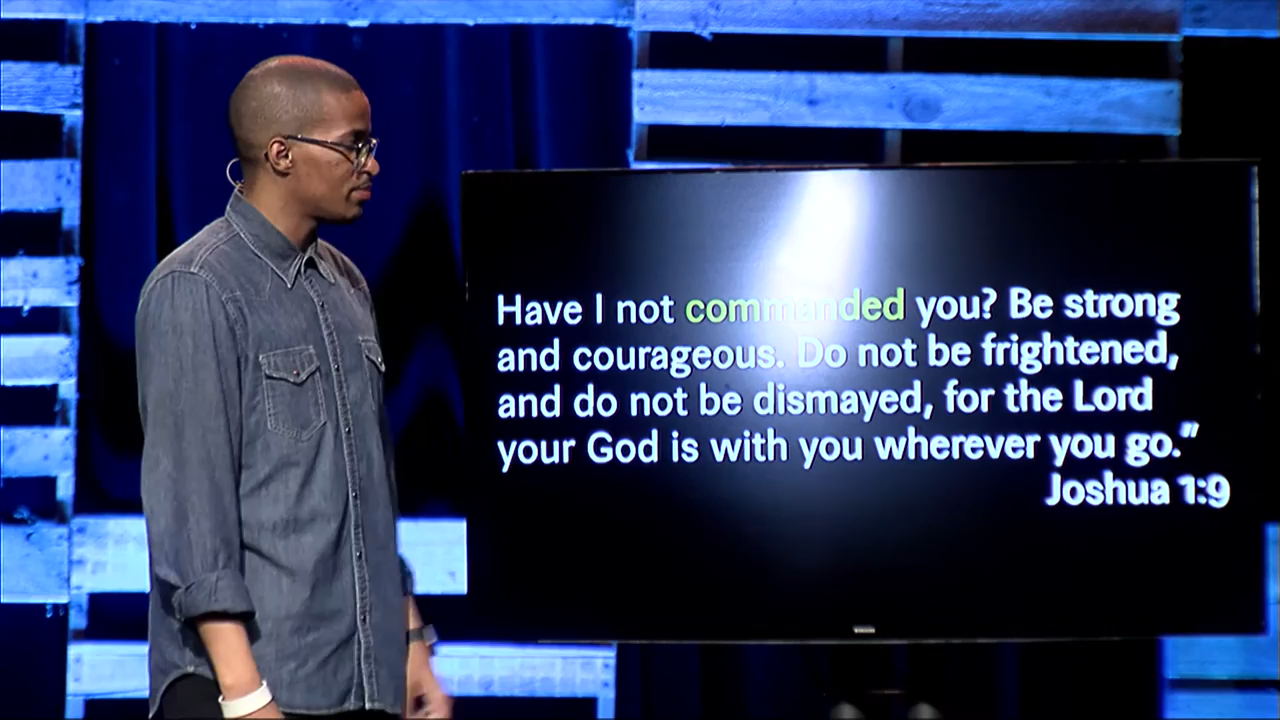 Have I not commanded you? Be strong
and courageous. Do not be frightened,
and do not be dismayed, for the Lord
your God is with you wherever you go.”
Joshua 1:9